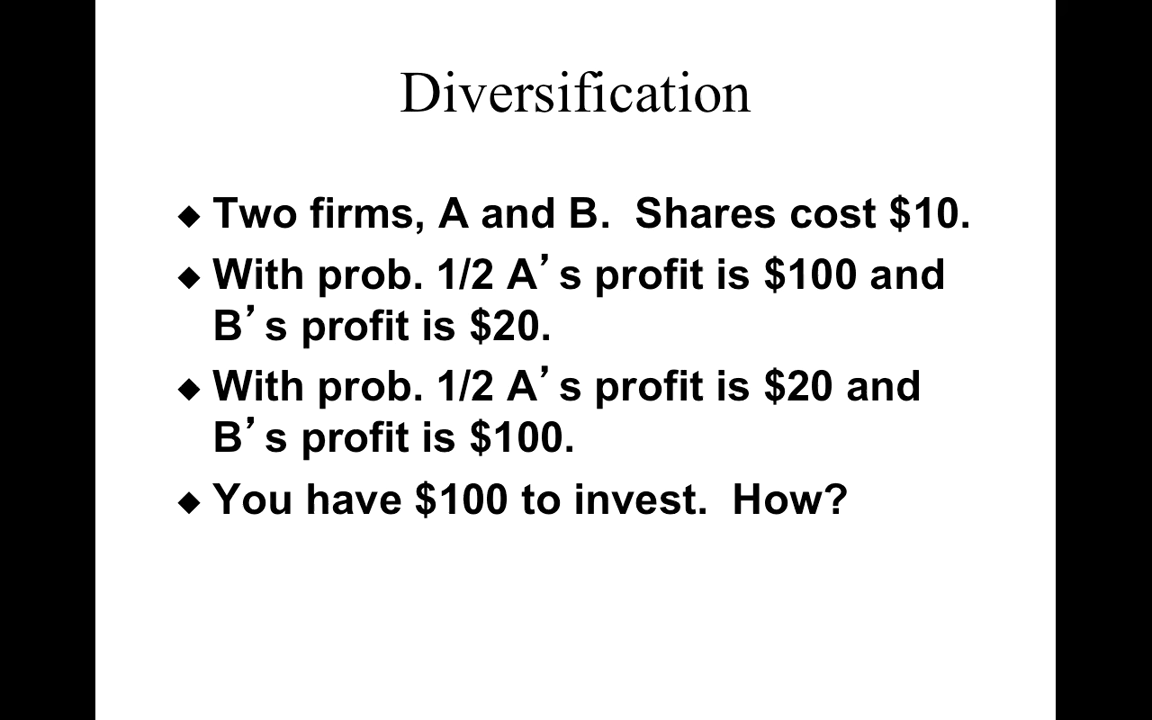 Diversification
◆ Two firms, A and B.  Shares cost $10.
◆ With prob. 1/2 A’s profit is $100 and
B’s profit is $20.
◆ With prob. 1/2 A’s profit is $20 and
B’s profit is $100.
◆ You have $100 to invest.  How?